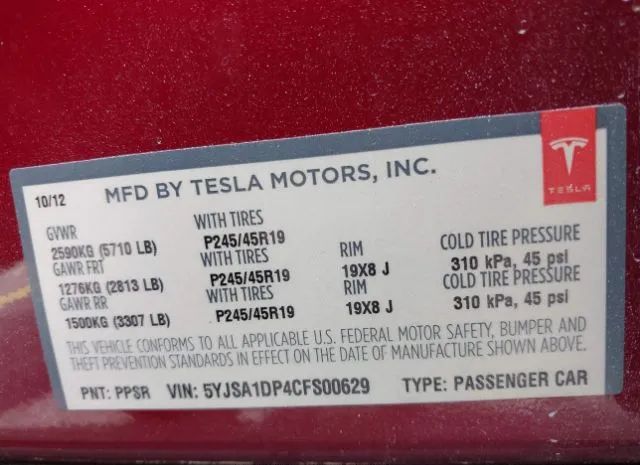 10/12 MFD BY TESLA MOTORS, INC.
TESLA
GVWR WITH TIRES
2590KG (5710 LB) P245/45R19 RIM COLD TIRE PRESSURE
GAWR FRT WITH TIRES 19X8 J 310 kPa, 45 psi
1276KG (2813 LB) P245/45R19 RIM COLD TIRE PRESSURE
GAWR RR WITH TIRES 19X8 J 310 kPa, 45 psi
1500KG (3307 LB) P245/45R19
THIS VEHICLE CONFORMS TO ALL APPLICABLE U.S. FEDERAL MOTOR SAFETY, BUMPER AND
THEFT PREVENTION STANDARDS IN EFFECT ON THE DATE OF MANUFACTURE SHOWN ABOVE.
PNT: PPSR VIN: 5YJSA1DP4CFS00629 TYPE: PASSENGER CAR